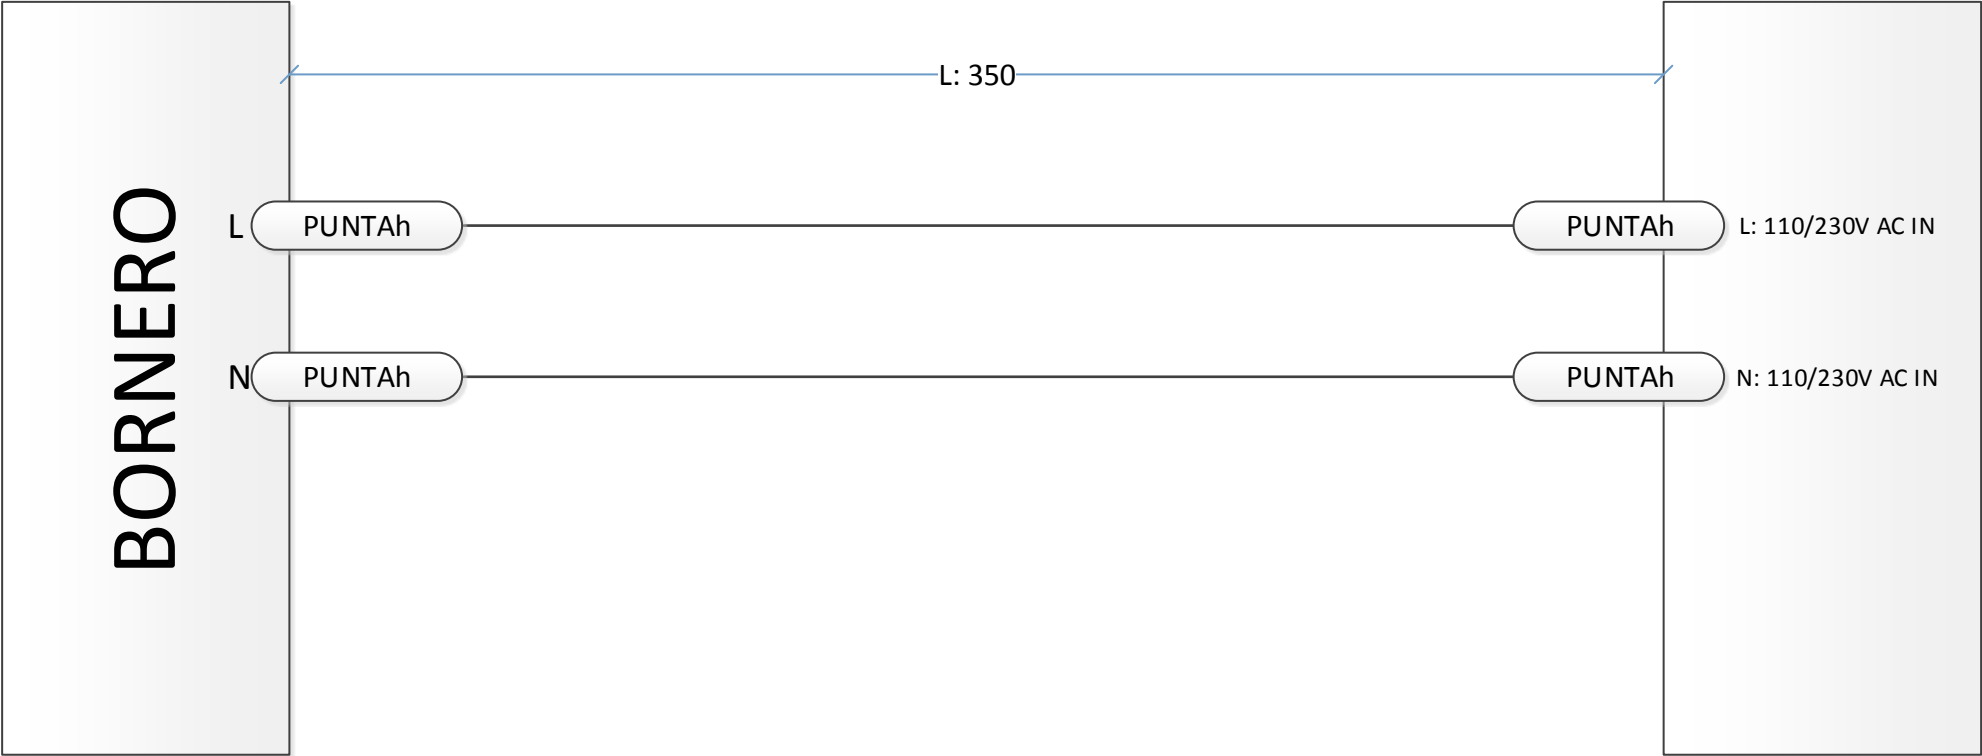 L: 350
BORNERO
L
PUNTAh
PUNTAh
L: 110/230V AC IN
N
PUNTAh
PUNTAh
N: 110/230V AC IN